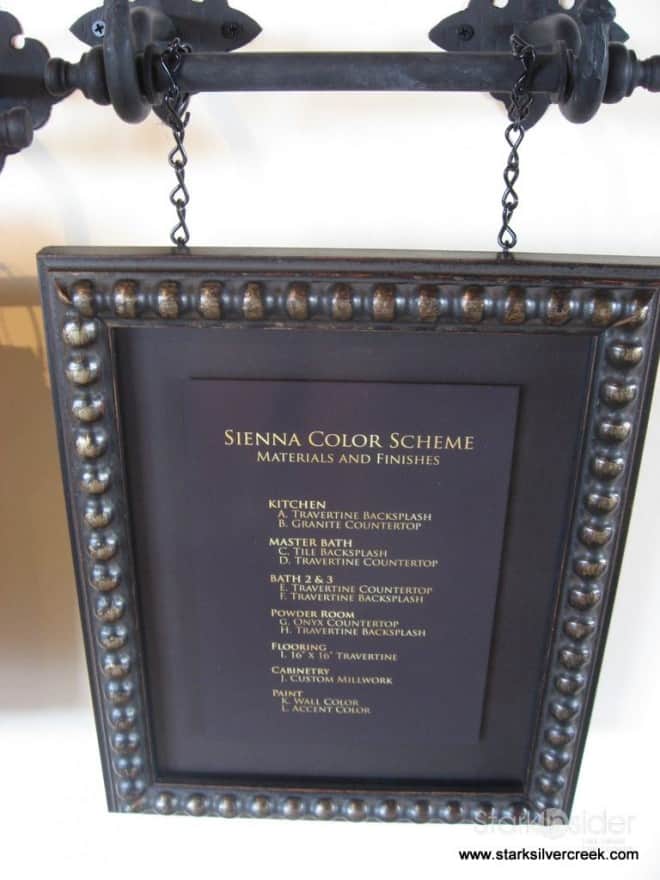 SIENNA COLOR SCHEME
MATERIALS AND FINISHES
KITCHEN
A. TRAVERTINE BACKSPLASH
B. GRANITE COUNTERTOP
MASTER BATH
C. TILE BACKSPLASH
D. TRAVERTINE COUNTERTOP
BATH 2 & 3
E. TRAVERTINE COUNTERTOP
F. TRAVERTINE BACKSPLASH
POWDER ROOM
G. ONYX COUNTERTOP
H. TRAVERTINE BACKSPLASH
FLOORING
I. 16" X 16" TRAVERTINE
CABINETRY
J. CUSTOM MILLWORK
PAINT
K. WALL COLOR
L. ACCENT COLOR
StarkInsider
www.starksilvercreek.com